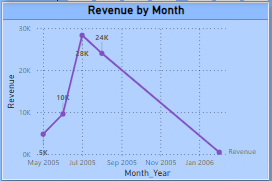 Revenue by Month
30K
24K
28K
20K
Revenue
10K
10K
5K
0K
Revenue
May 2005 Jul 2005 Sep 2005 Nov 2005 Jan 2006
Month_Year